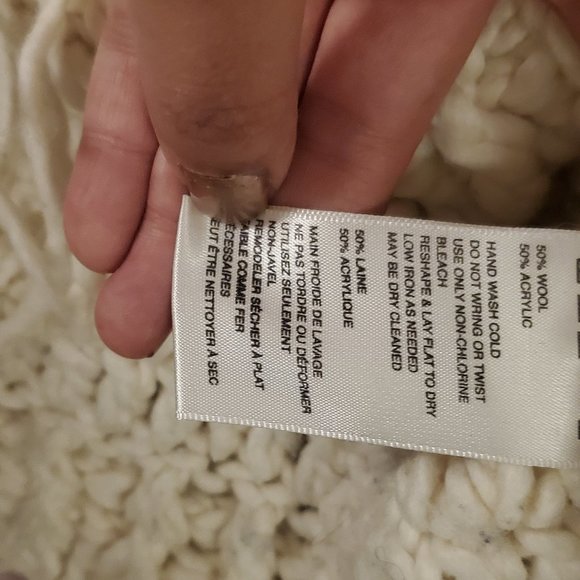 50% WOOL
50% ACRYLIC
HAND WASH COLD
DO NOT WRING OR TWIST
USE ONLY NON-CHLORINE
BLEACH
RESHAPE & LAY FLAT TO DRY
LOW IRON AS NEEDED
MAY BE DRY CLEANED
50% LAINE
50% ACRYLIQUE
MAIN FROIDE DE LAVAGE
NE PAS TORDRE OU DÉFORMER
UTILISEZ SEULEMENT
NON-JAVEL
REMODELER SÉCHER À PLAT
FAIBLE COMME FER
ÉCESSAIRES
EUT ÊTRE NETTOYER À SEC